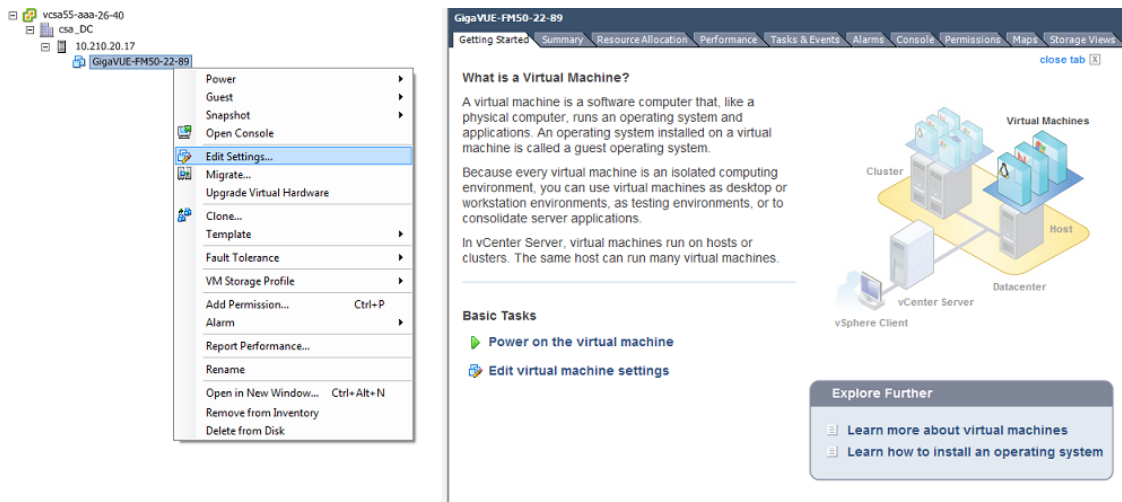 vcsa55-aaa-26-40
csa_DC
10.210.20.17
GigaVUE-FM50-22-89
Power
Guest
Snapshot
Open Console
Edit Settings...
Migrate...
Upgrade Virtual Hardware
Clone...
Template
Fault Tolerance
VM Storage Profile
Add Permission... Ctrl+P
Alarm
Report Performance...
Rename
Open in New Window... Ctrl+Alt+N
Remove from Inventory
Delete from Disk
GigaVUE-FM50-22-89
Getting Started Summary Resource Allocation Performance Tasks & Events Alarms Console Permissions Maps Storage Views
close tab X
What is a Virtual Machine?
A virtual machine is a software computer that, like a
physical computer, runs an operating system and
applications. An operating system installed on a virtual
machine is called a guest operating system.
Because every virtual machine is an isolated computing
environment, you can use virtual machines as desktop or
workstation environments, as testing environments, or to
consolidate server applications.
In vCenter Server, virtual machines run on hosts or
clusters. The same host can run many virtual machines.
Basic Tasks
Power on the virtual machine
Edit virtual machine settings
Virtual Machines
Cluster
Host
Datacenter
vCenter Server
vSphere Client
Explore Further
Learn more about virtual machines
Learn how to install an operating system